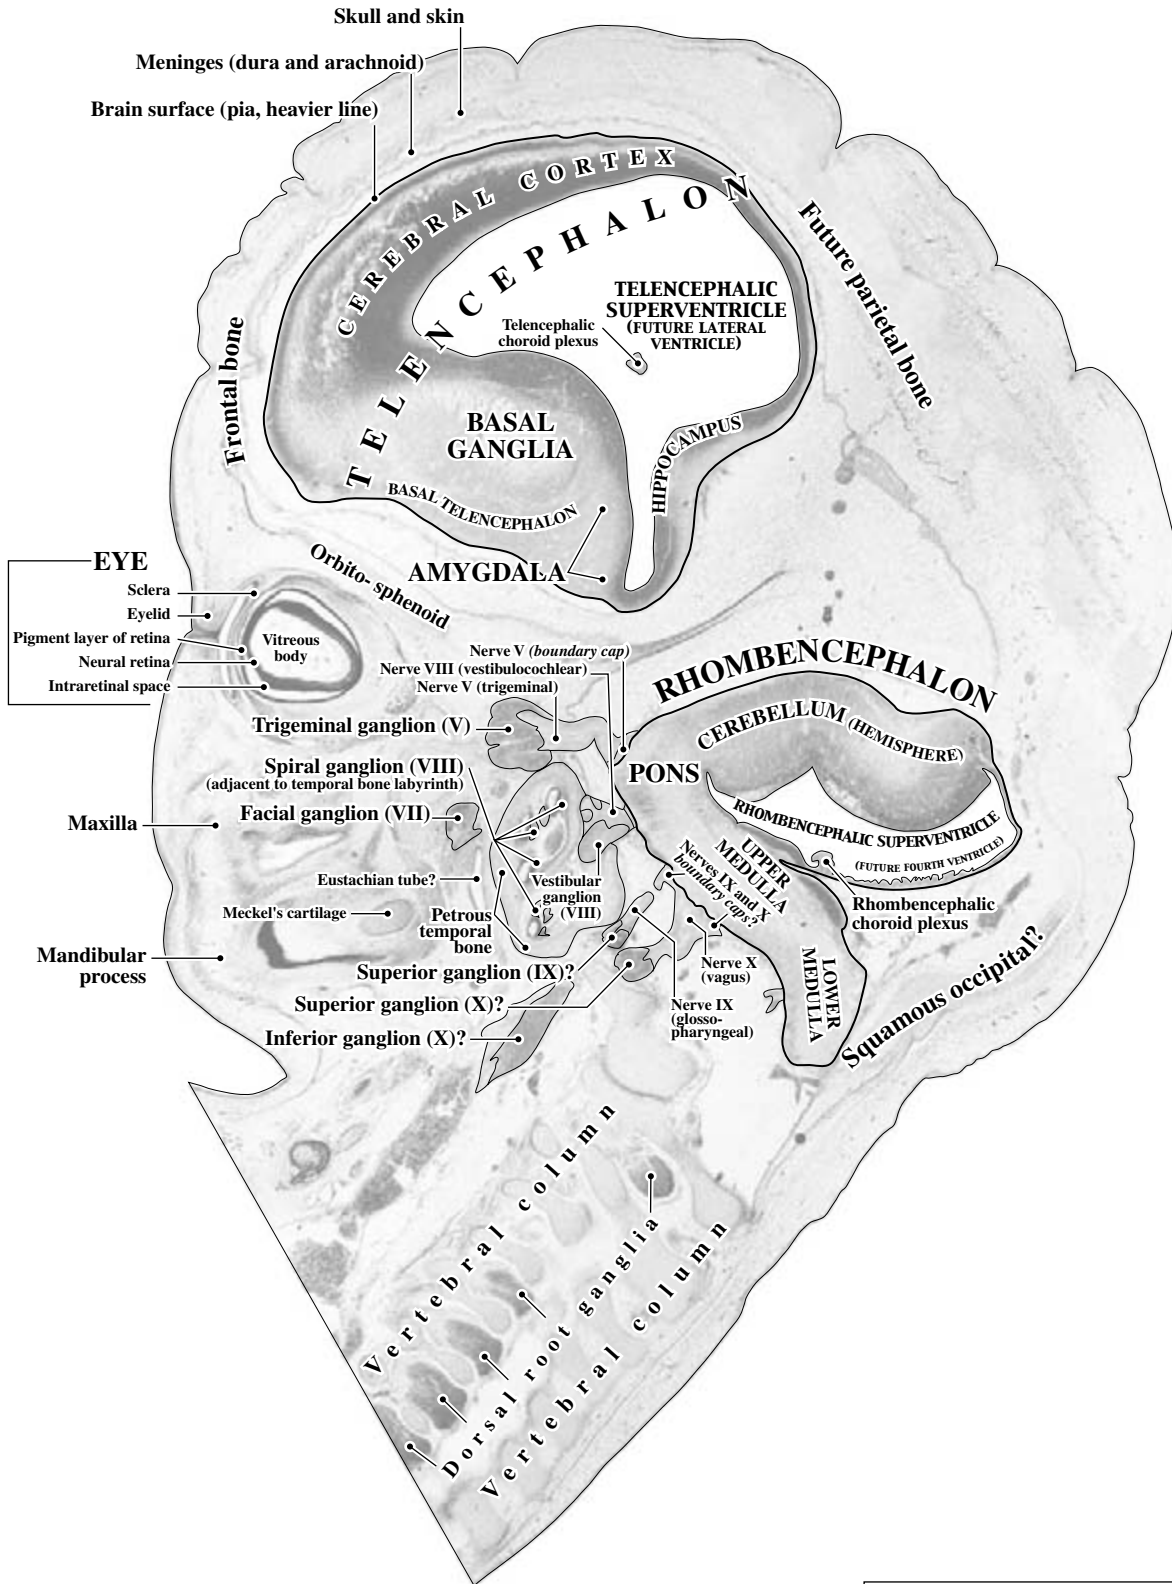 Skull and skin
Meninges (dura and arachnoid)
Brain surface (pia, heavier line)
CEREBRAL CORTEX
TELENCEPHALON
TELENCEPHALIC
SUPERVENTRICLE
(FUTURE LATERAL
VENTRICLE)
Telencephalic
choroid plexus
Future parietal bone
Frontal bone
BASAL
GANGLIA
HIPPOCAMPUS
BASAL TELENCEPHALON
AMYGDALA
Orbito- sphenoid
EYE
Sclera
Eyelid
Pigment layer of retina
Neural retina
Intraretinal space
Vitreous
body
Nerve V (boundary cap)
Nerve VIII (vestibulocochlear)
Nerve V (trigeminal)
RHOMBENCEPHALON
CEREBELLUM (HEMISPHERE)
Trigeminal ganglion (V)
PONS
Spiral ganglion (VIII)
(adjacent to temporal bone labyrinth)
Facial ganglion (VII)
Maxilla
RHOMBENCEPHALIC SUPERVENTRICLE
(FUTURE FOURTH VENTRICLE)
UPPER
MEDULLA
Nerves IX and X
boundary caps?
Eustachian tube?
Vestibular
ganglion
(VIII)
Meckel's cartilage
Petrous
temporal
bone
Rhombencephalic
choroid plexus
Mandibular
process
Superior ganglion (IX)?
Nerve X
(vagus)
LOWER
MEDULLA
Squamous occipital?
Superior ganglion (X)?
Nerve IX
(glosso-
pharyngeal)
Inferior ganglion (X)?
Vertebral column
Dorsal root ganglia
Vertebral column